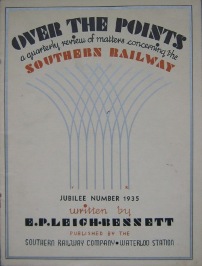 OVER THE POINTS
a quarterly review of matters concerning the
SOUTHERN RAILWAY
JUBILEE NUMBER 1935
written by
E.P. LEIGH-BENNETT
PUBLISHED BY THE
SOUTHERN RAILWAY COMPANY • WATERLOO STATION